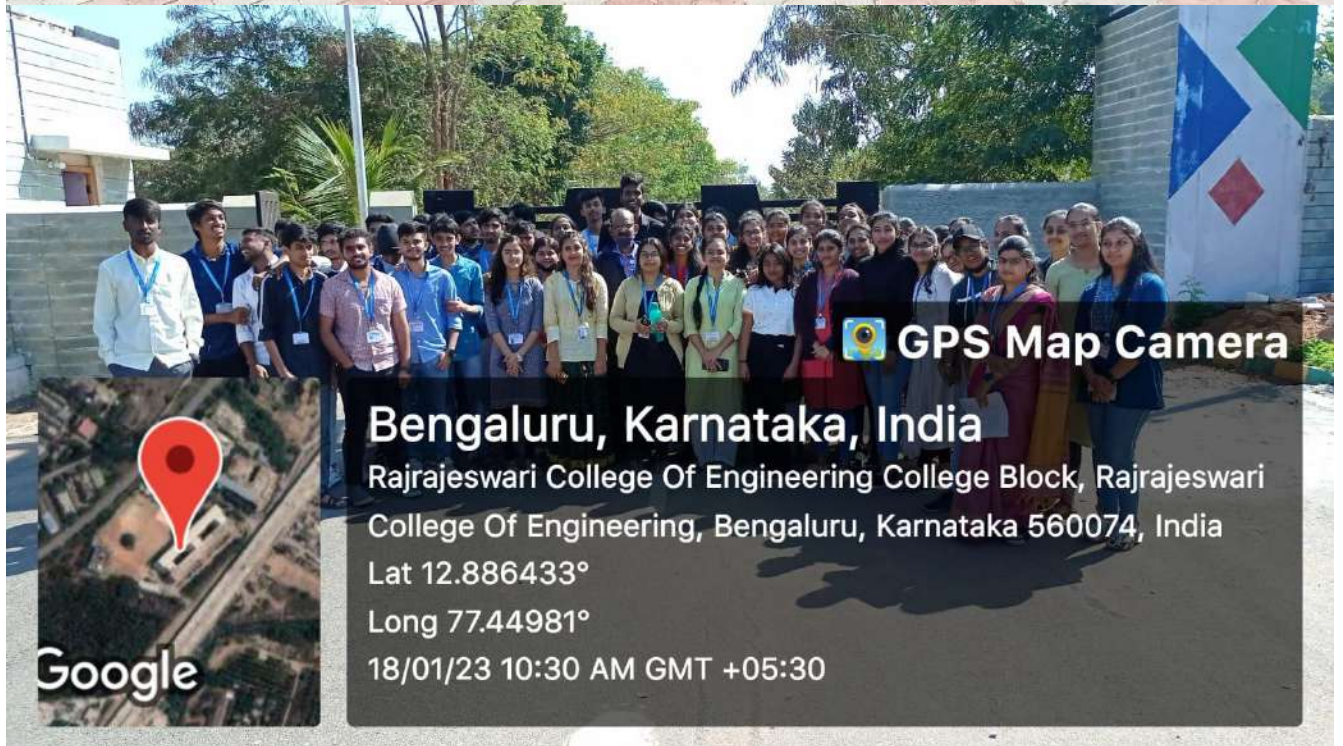 GPS Map Camera
Bengaluru, Karnataka, India
Rajrajeswari College Of Engineering College Block, Rajrajeswari
College Of Engineering, Bengaluru, Karnataka 560074, India
Lat 12.886433°
Long 77.44981°
18/01/23 10:30 AM GMT +05:30
Google